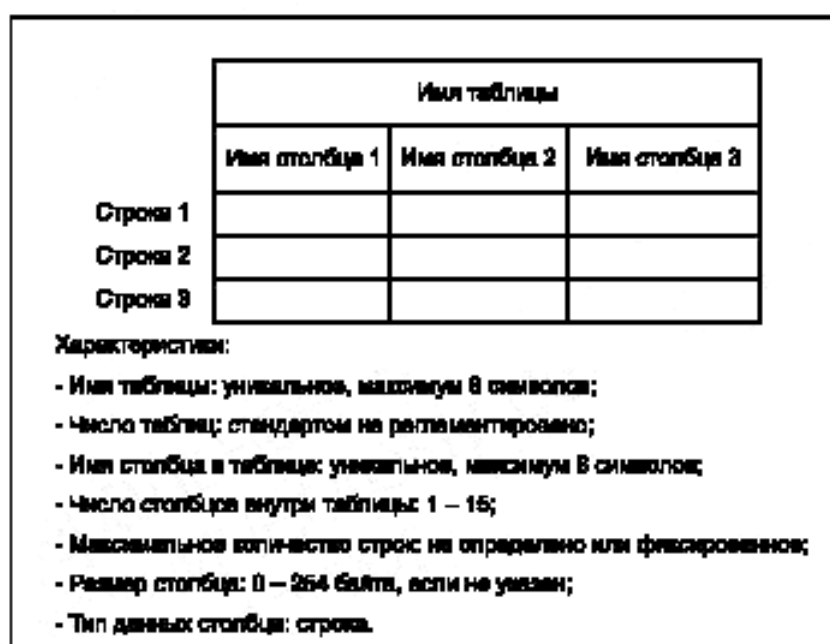 Имя таблицы
Имя столбца 1 Имя столбца 2 Имя столбца 3
Строка 1
Строка 2
Строка 3
Характеристики:
- Имя таблицы: уникальное, максимум 8 символов;
- Число таблиц: стандартом не регламентировано;
- Имя столбца в таблице: уникальное, максимум 8 символов;
- Число столбцов внутри таблицы: 1 – 15;
- Максимальное количество строк: не определено или фиксированное;
- Размер столбца: 0 – 254 байта, если не указан;
- Тип данных столбца: строка.